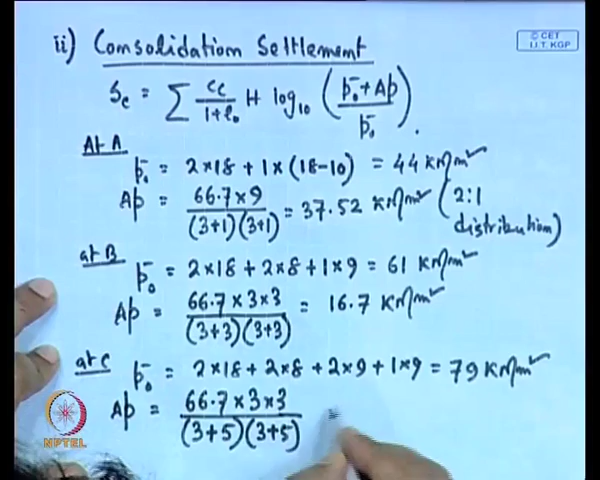 © CET
I.I.T. KGP
ii) Consolidation Settlement
Sc = Σ Cc/(1+e₀) H log₁₀ ((p̄₀+Δp)/p̄₀).
At A
p̄₀ = 2×18 + 1×(18-10) = 44 kN/m²
Δp = (66.7×9)/((3+1)(3+1)) = 37.52 kN/m² (2:1 distribution)
at B
p̄₀ = 2×18 + 2×8 + 1×9 = 61 kN/m²
Δp = (66.7×3×3)/((3+3)(3+3)) = 16.7 kN/m²
at C
p̄₀ = 2×18 + 2×8 + 2×9 + 1×9 = 79 kN/m²
Δp = (66.7×3×3)/((3+5)(3+5)) =
NPTEL